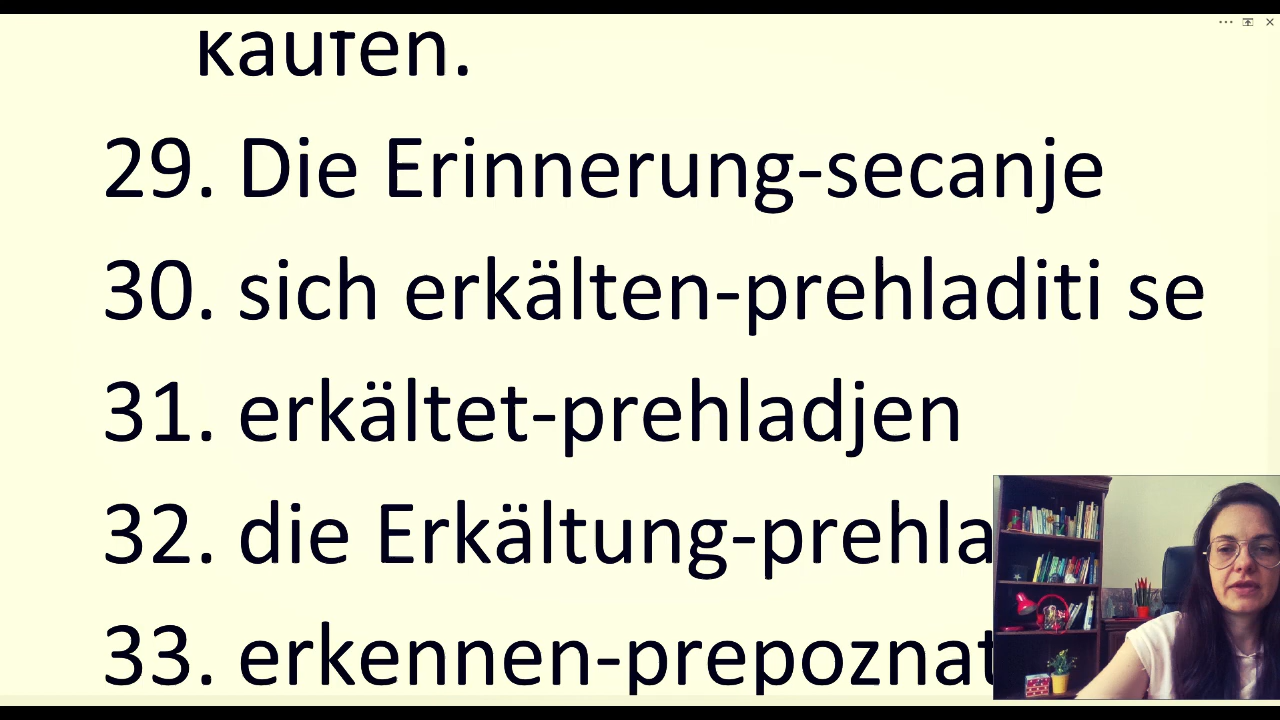 kaufen.
29. Die Erinnerung-secanje
30. sich erkälten-prehladiti se
31. erkältet-prehladjen
32. die Erkältung-prehla
33. erkennen-prepoznat